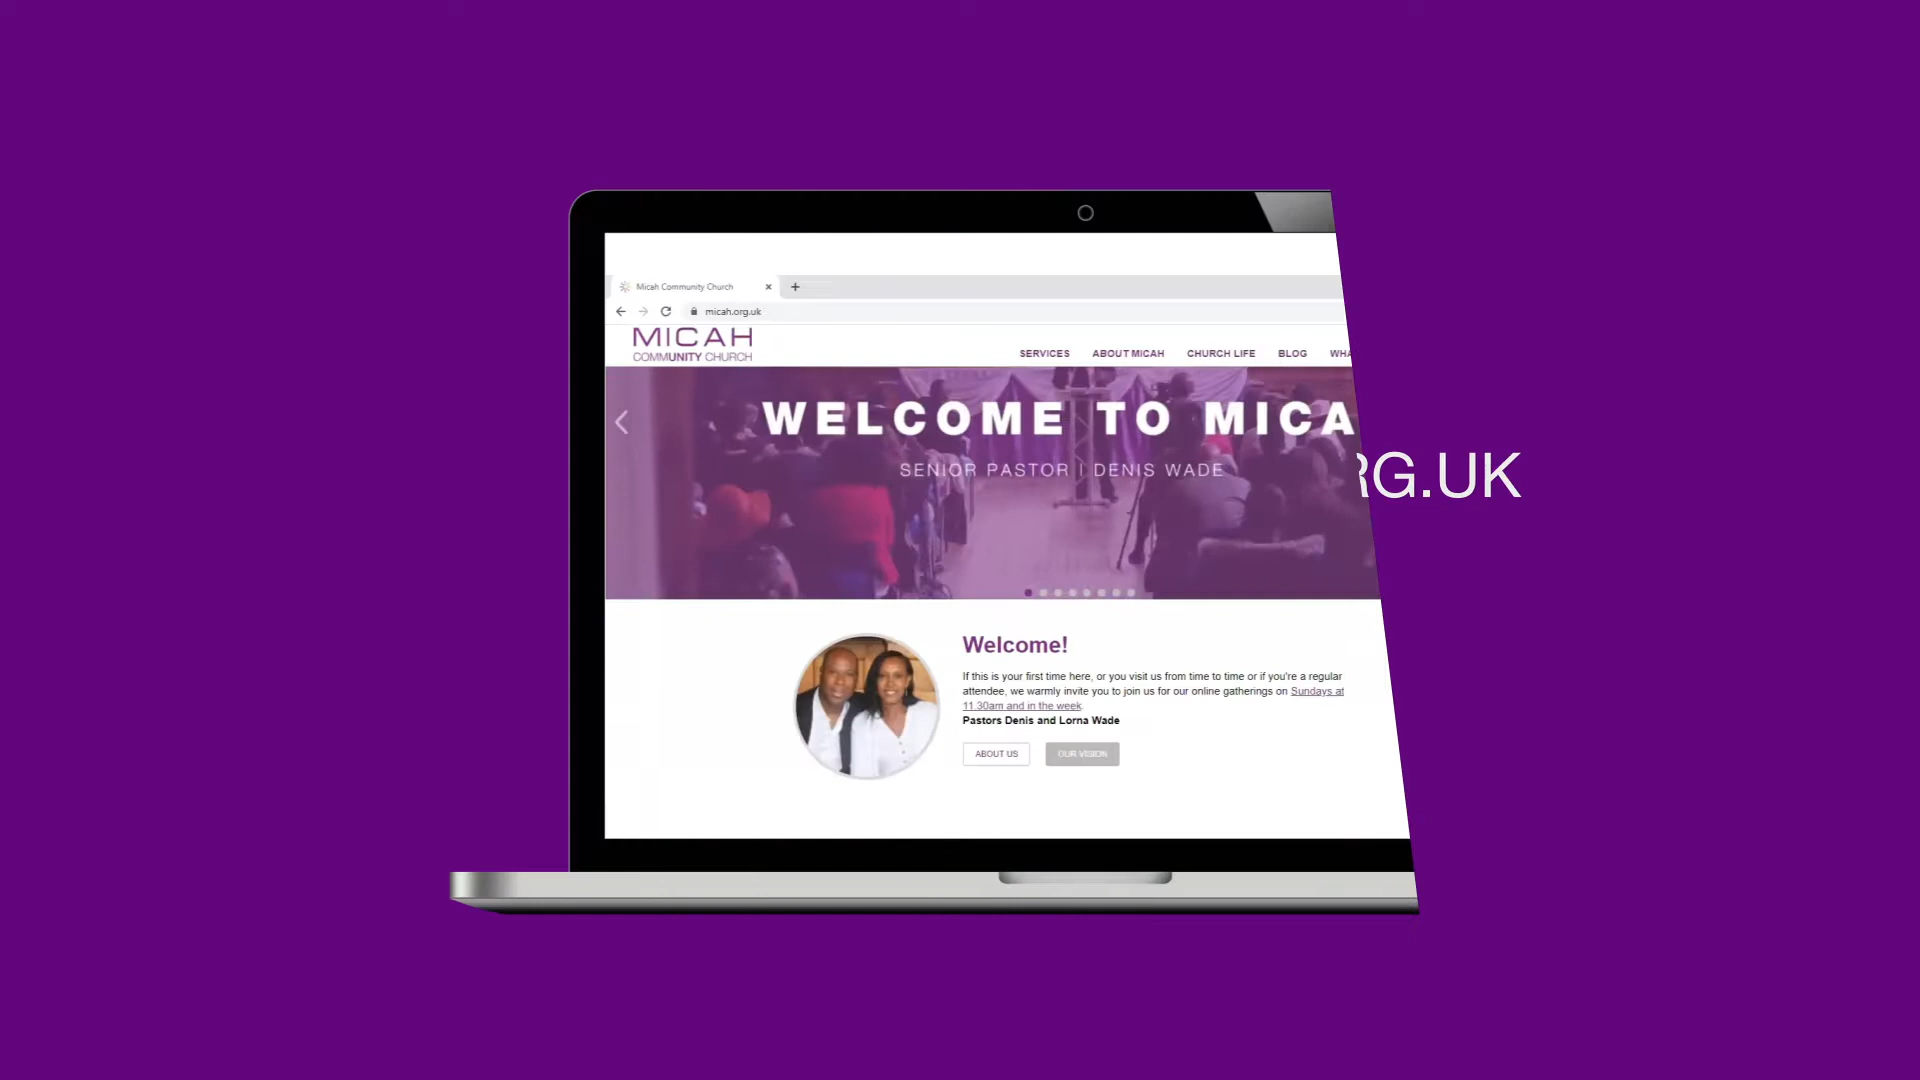 Micah Community Church
micah.org.uk
MICAH
COMMUNITY CHURCH
SERVICES ABOUT MICAH CHURCH LIFE BLOG WHA
WELCOME TO MICA
SENIOR PASTOR | DENIS WADE
RG.UK
Welcome!
If this is your first time here, or you visit us from time to time or if you're a regular
attendee, we warmly invite you to join us for our online gatherings on Sundays at
11.30am and in the week.
Pastors Denis and Lorna Wade
ABOUT US OUR VISION